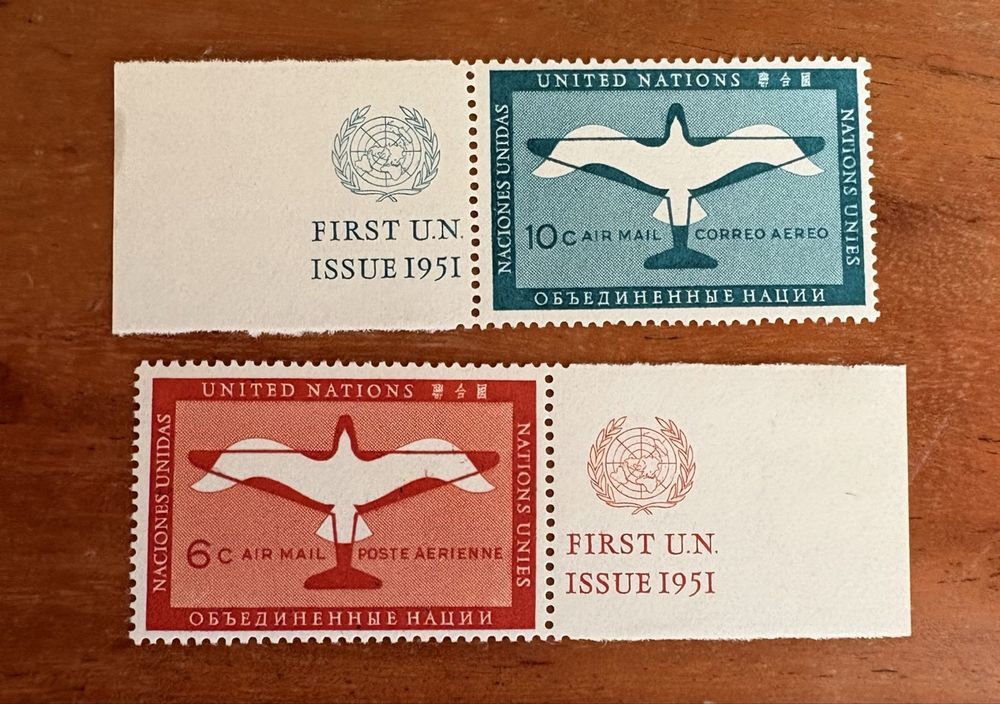 FIRST U.N.
ISSUE 1951
UNITED NATIONS 聯合國
NACIONES UNIDAS
NATIONS UNIES
10c AIR MAIL CORREO AEREO
ОБЪЕДИНЕННЫЕ НАЦИИ
UNITED NATIONS 聯合國
NACIONES UNIDAS
NATIONS UNIES
6c AIR MAIL POSTE AÉRIENNE
ОБЪЕДИНЕННЫЕ НАЦИИ
FIRST U.N.
ISSUE 1951